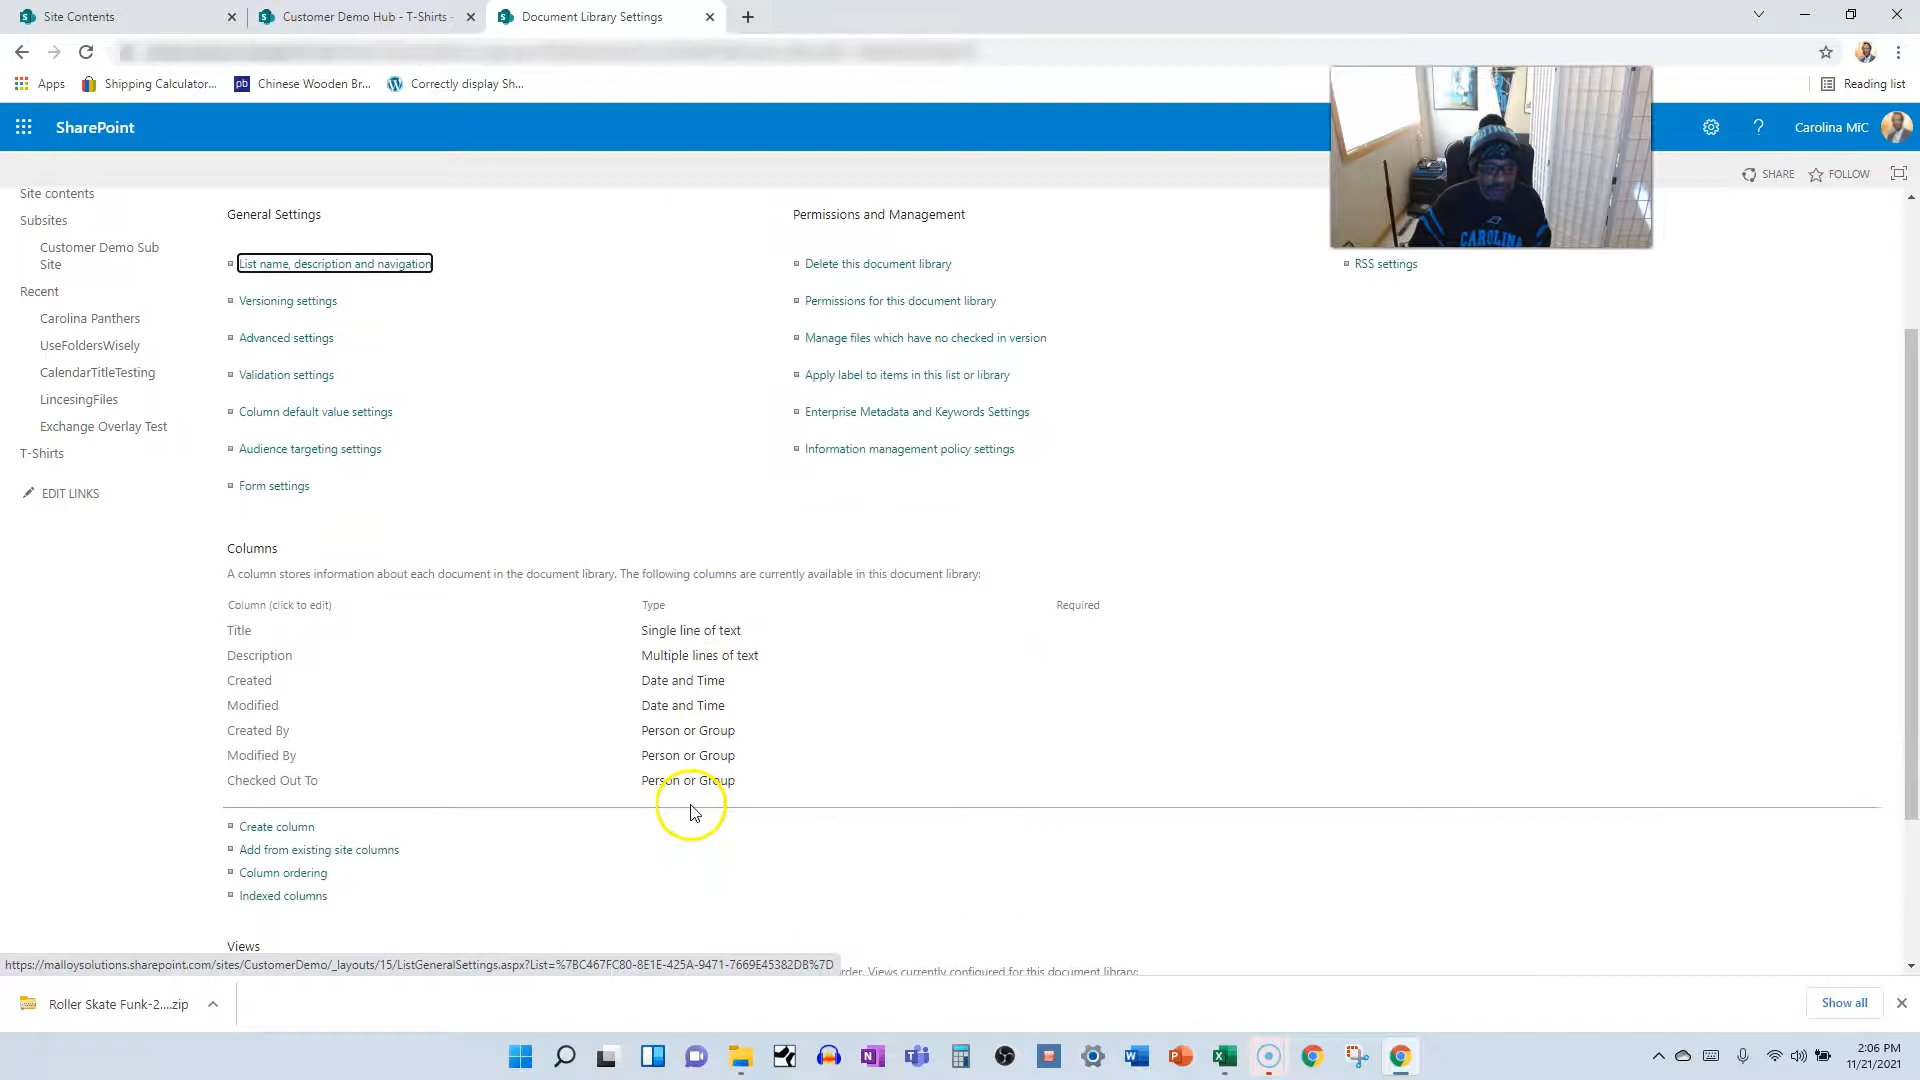 Site Contents
Customer Demo Hub - T-Shirts -
Document Library Settings
Apps
Shipping Calculator...
pb
Chinese Wooden Br...
Correctly display Sh...
Reading list
SharePoint
Carolina MiC
SHARE
FOLLOW
Site contents
Subsites
Customer Demo Sub
Site
Recent
Carolina Panthers
UseFoldersWisely
CalendarTitleTesting
LincesingFiles
Exchange Overlay Test
T-Shirts
EDIT LINKS
General Settings
List name, description and navigation
Versioning settings
Advanced settings
Validation settings
Column default value settings
Audience targeting settings
Form settings
Permissions and Management
Delete this document library
Permissions for this document library
Manage files which have no checked in version
Apply label to items in this list or library
Enterprise Metadata and Keywords Settings
Information management policy settings
RSS settings
CAROLINA
Columns
A column stores information about each document in the document library. The following columns are currently available in this document library:
Column (click to edit) Type Required
Title Single line of text
Description Multiple lines of text
Created Date and Time
Modified Date and Time
Created By Person or Group
Modified By Person or Group
Checked Out To Person or Group
Create column
Add from existing site columns
Column ordering
Indexed columns
Views
https://malloysolutions.sharepoint.com/sites/CustomerDemo/_layouts/15/ListGeneralSettings.aspx?List=%7BC467FC80-8E1E-425A-9471-7669E45382DB%7D
order. Views currently configured for this document library:
Roller Skate Funk-2....zip
Show all
2:06 PM
11/21/2021